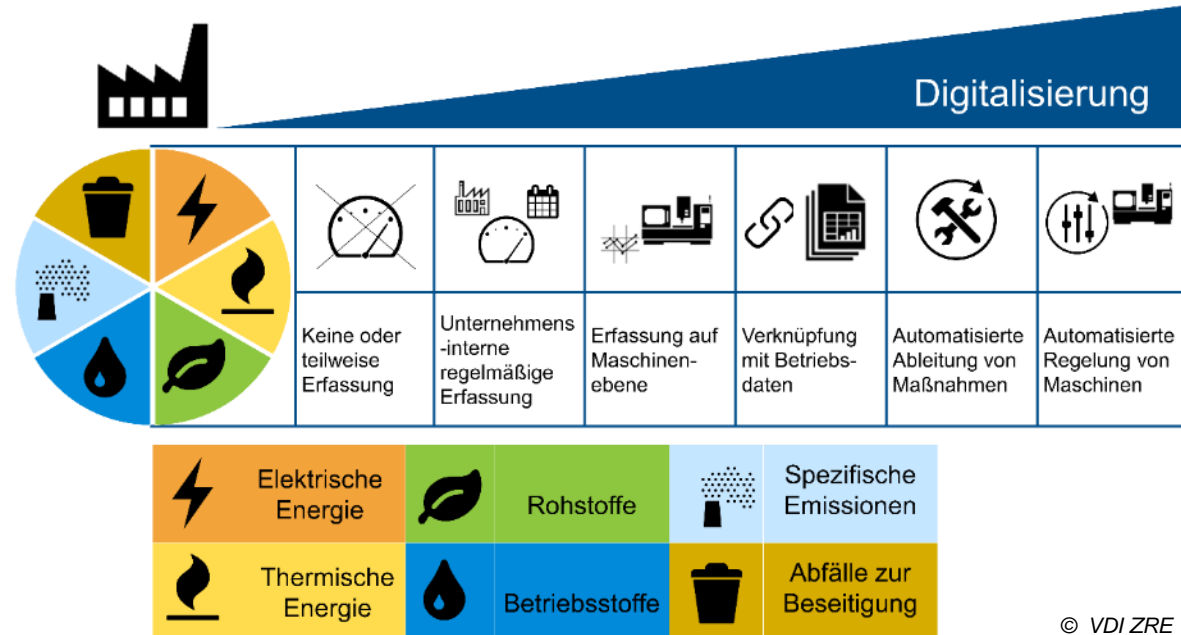 Digitalisierung
Keine oder
teilweise
Erfassung
Unternehmens
-interne
regelmäßige
Erfassung
Erfassung auf
Maschinen-
ebene
Verknüpfung
mit Betriebs-
daten
Automatisierte
Ableitung von
Maßnahmen
Automatisierte
Regelung von
Maschinen
Elektrische
Energie
Rohstoffe
Spezifische
Emissionen
Thermische
Energie
Betriebsstoffe
Abfälle zur
Beseitigung
© VDI ZRE